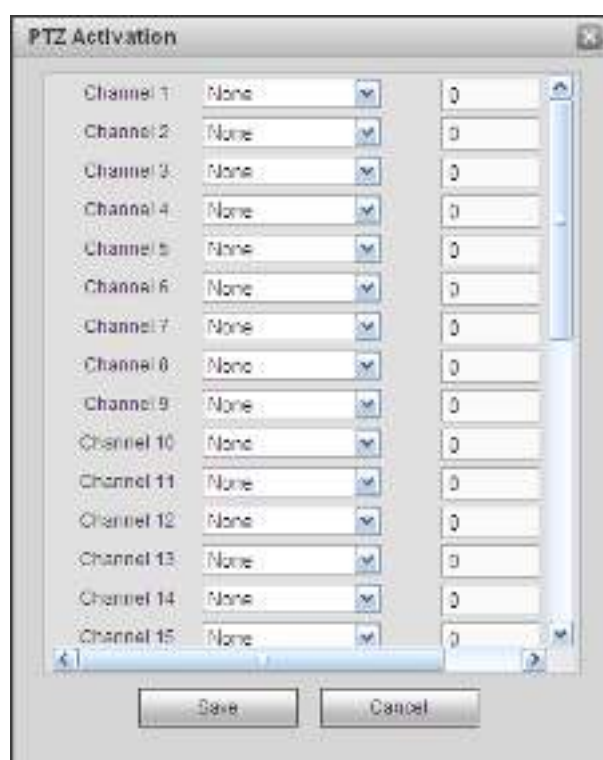 PTZ Activation
Channel 1 None 0
Channel 2 None 0
Channel 3 None 0
Channel 4 None 0
Channel 5 None 0
Channel 6 None 0
Channel 7 None 0
Channel 8 None 0
Channel 9 None 0
Channel 10 None 0
Channel 11 None 0
Channel 12 None 0
Channel 13 None 0
Channel 14 None 0
Channel 15 None 0
Save Cancel